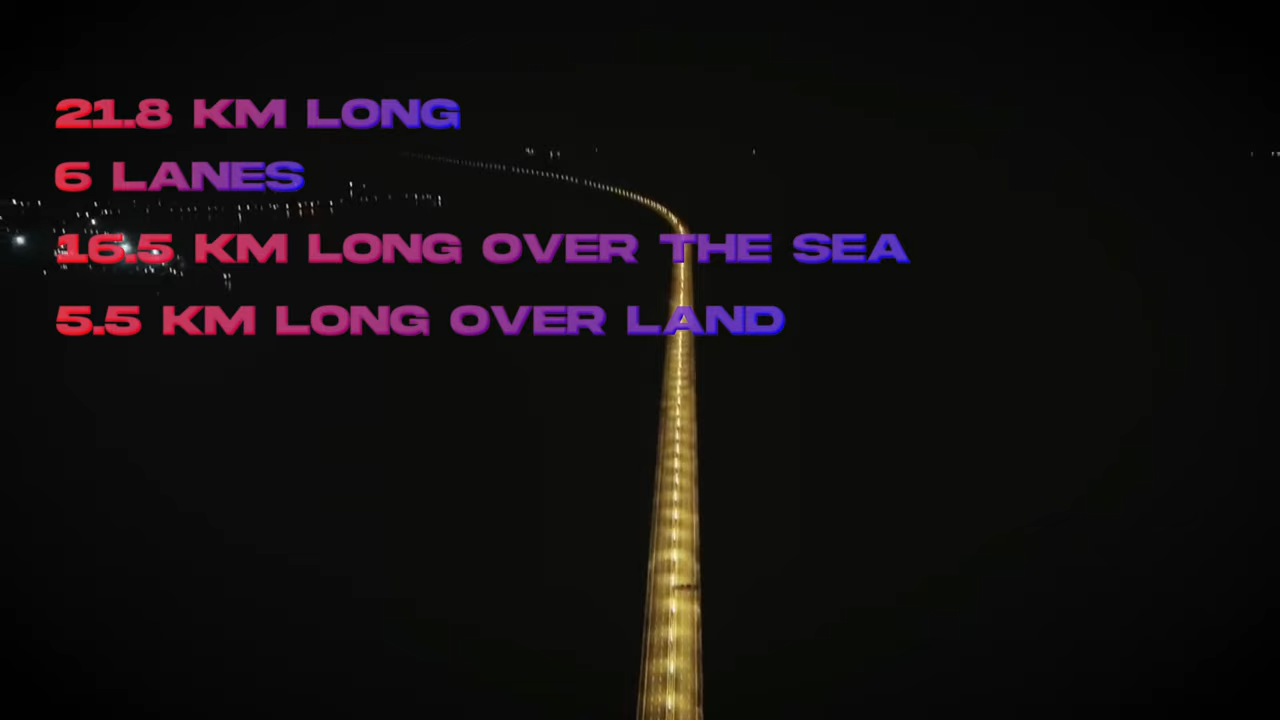 21.8 KM LONG
6 LANES
16.5 KM LONG OVER THE SEA
5.5 KM LONG OVER LAND